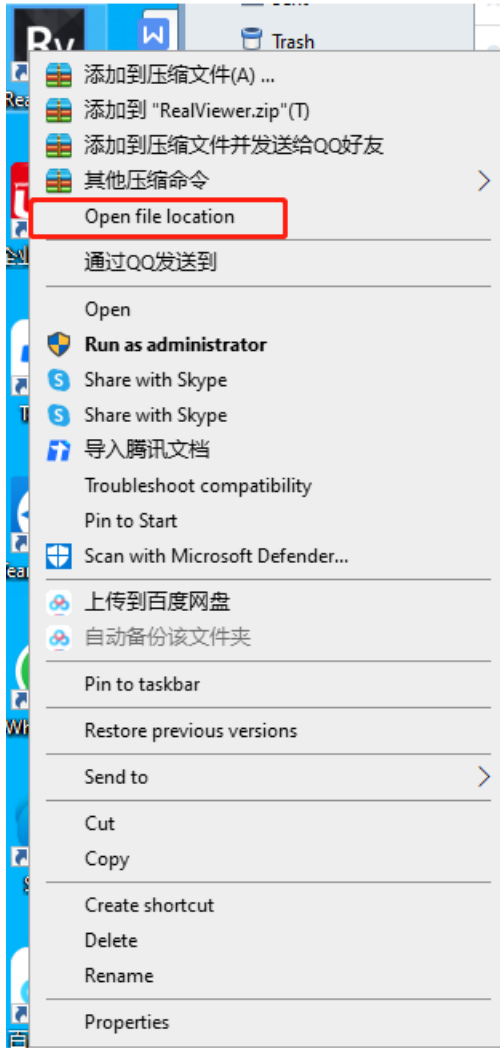 Rv
W
Trash
添加到压缩文件(A) ...
添加到 "RealViewer.zip"(T)
添加到压缩文件并发送给QQ好友
其他压缩命令
Open file location
通过QQ发送到
Open
Run as administrator
Share with Skype
Share with Skype
导入腾讯文档
Troubleshoot compatibility
Pin to Start
Scan with Microsoft Defender...
上传到百度网盘
自动备份该文件夹
Pin to taskbar
Restore previous versions
Send to
Cut
Copy
Create shortcut
Delete
Rename
Properties